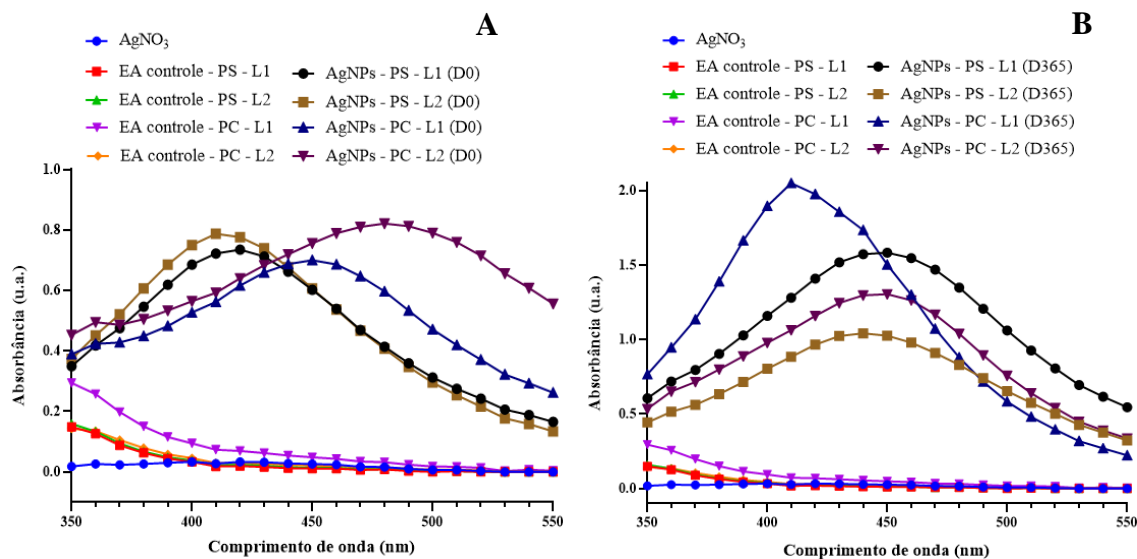 A
AgNO3
EA controle - PS - L1
EA controle - PS - L2
EA controle - PC - L1
EA controle - PC - L2
AgNPs - PS - L1 (D0)
AgNPs - PS - L2 (D0)
AgNPs - PC - L1 (D0)
AgNPs - PC - L2 (D0)
Absorbância (u.a.)
1.0
0.8
0.6
0.4
0.2
0.0
350
400
450
500
550
Comprimento de onda (nm)
B
AgNO3
EA controle - PS - L1
EA controle - PS - L2
EA controle - PC - L1
EA controle - PC - L2
AgNPs - PS - L1 (D365)
AgNPs - PS - L2 (D365)
AgNPs - PC - L1 (D365)
AgNPs - PC - L2 (D365)
Absorbância (u.a.)
2.0
1.5
1.0
0.5
0.0
350
400
450
500
550
Comprimento de onda (nm)